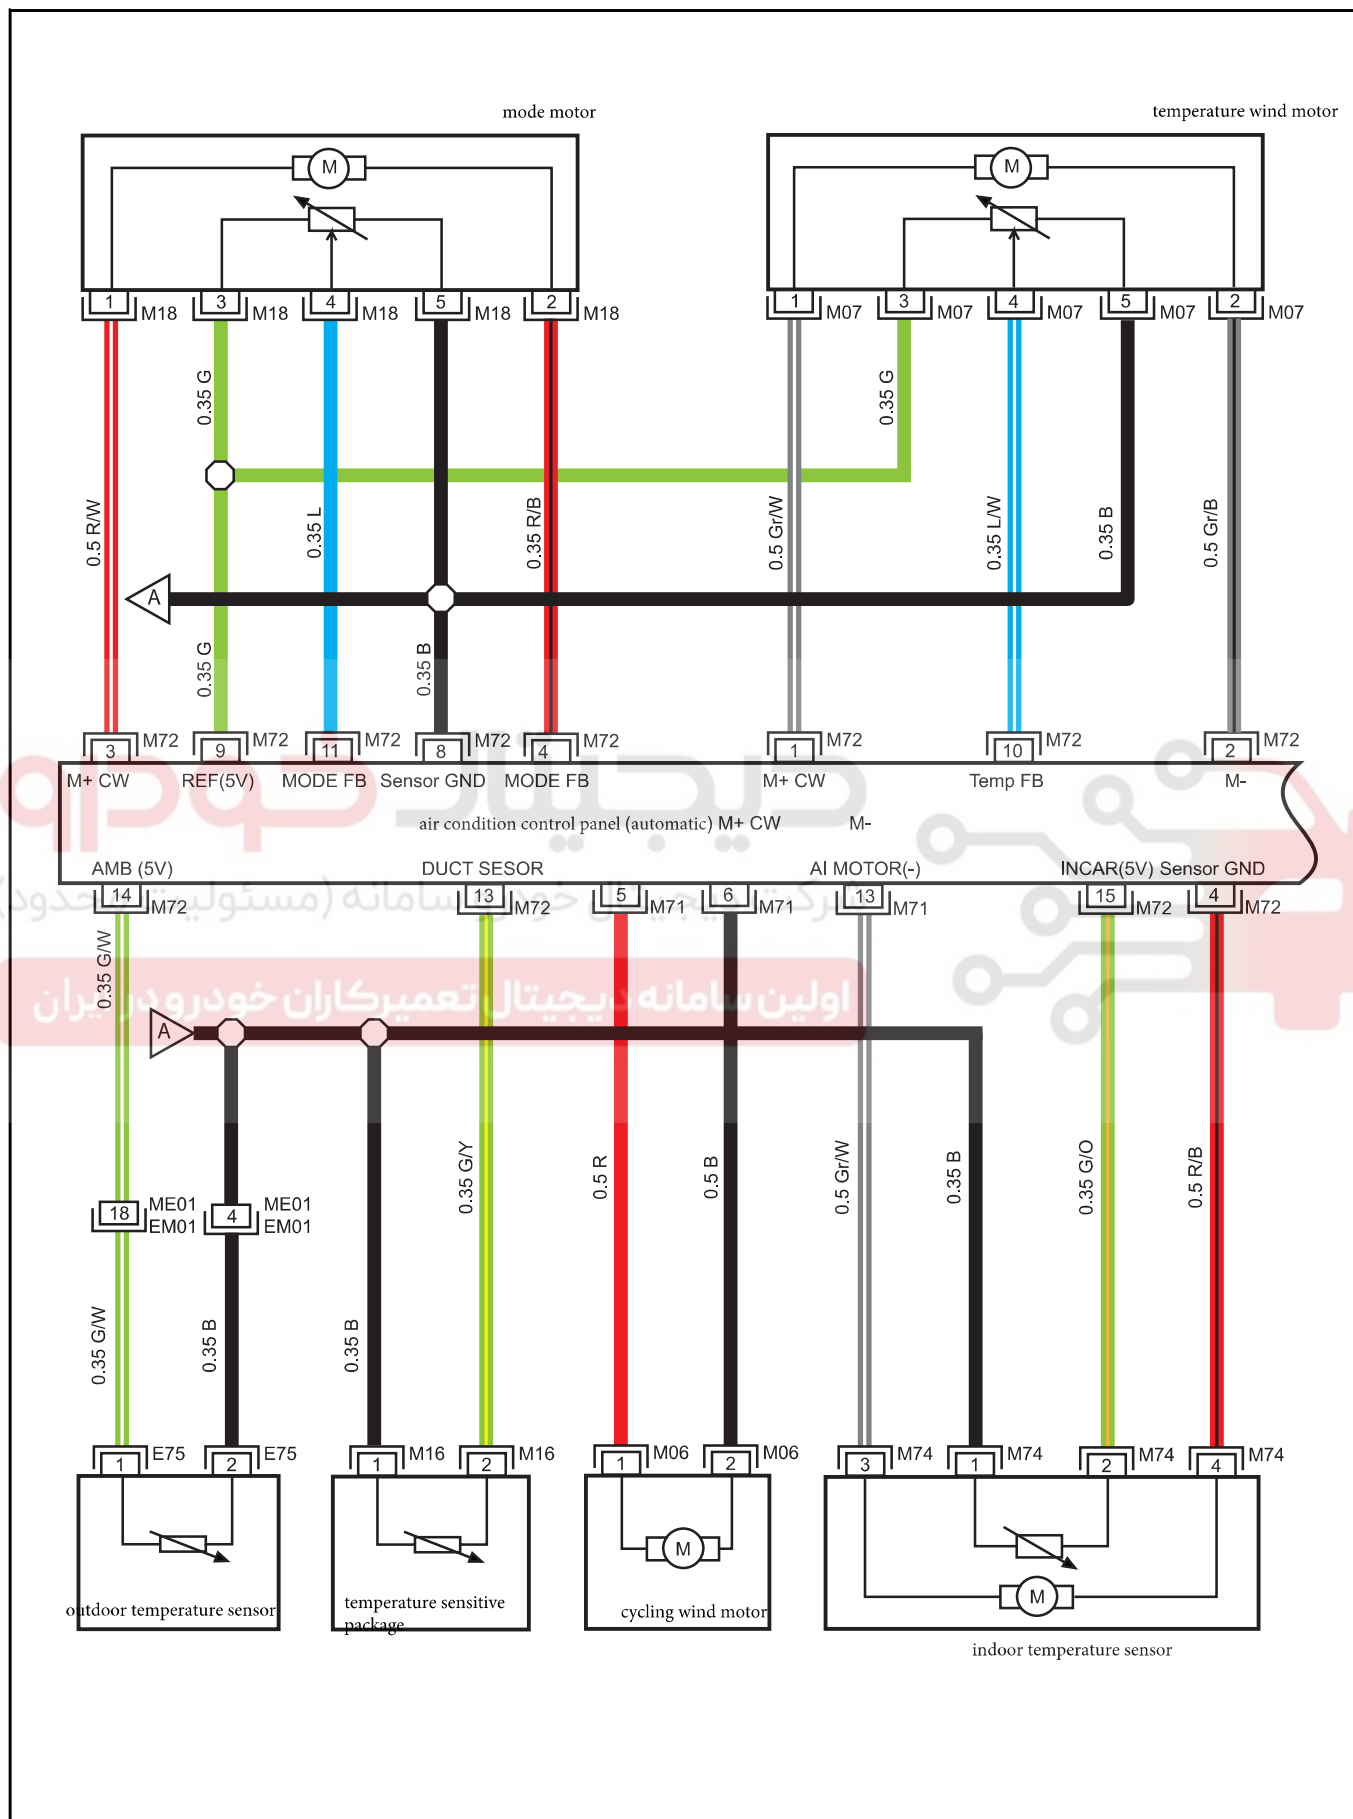 mode motor
temperature wind motor
M
M
1 M18 3 M18 4 M18 5 M18 2 M18
1 M07 3 M07 4 M07 5 M07 2 M07
0.35 G
0.35 G
0.5 R/W
0.35 L
0.35 R/B
0.5 Gr/W
0.35 L/W
0.35 B
0.5 Gr/B
A
0.35 G
0.35 B
3 M72 9 M72 11 M72 8 M72 4 M72 1 M72 10 M72 2 M72
M+ CW REF(5V) MODE FB Sensor GND MODE FB M+ CW Temp FB M-
دیجیتال خودرو
air condition control panel (automatic) M+ CW M-
AMB (5V) DUCT SESOR AI MOTOR(-) INCAR(5V) Sensor GND
14 M72 13 M72 5 M71 6 M71 13 M71 15 M72 4 M72
شرکت دیجیتال خودرو سامانه (مسئولیت محدود)
0.35 G/W
اولین سامانه دیجیتال تعمیرکاران خودرو در ایران
A
0.35 G/Y
0.5 R
0.5 B
0.5 Gr/W
0.35 B
0.35 G/O
0.5 R/B
18 ME01 4 ME01
EM01 EM01
0.35 G/W
0.35 B
0.35 B
1 E75 2 E75 1 M16 2 M16 1 M06 2 M06 3 M74 1 M74 2 M74 4 M74
M
M
outdoor temperature sensor
temperature sensitive
package
cycling wind motor
indoor temperature sensor